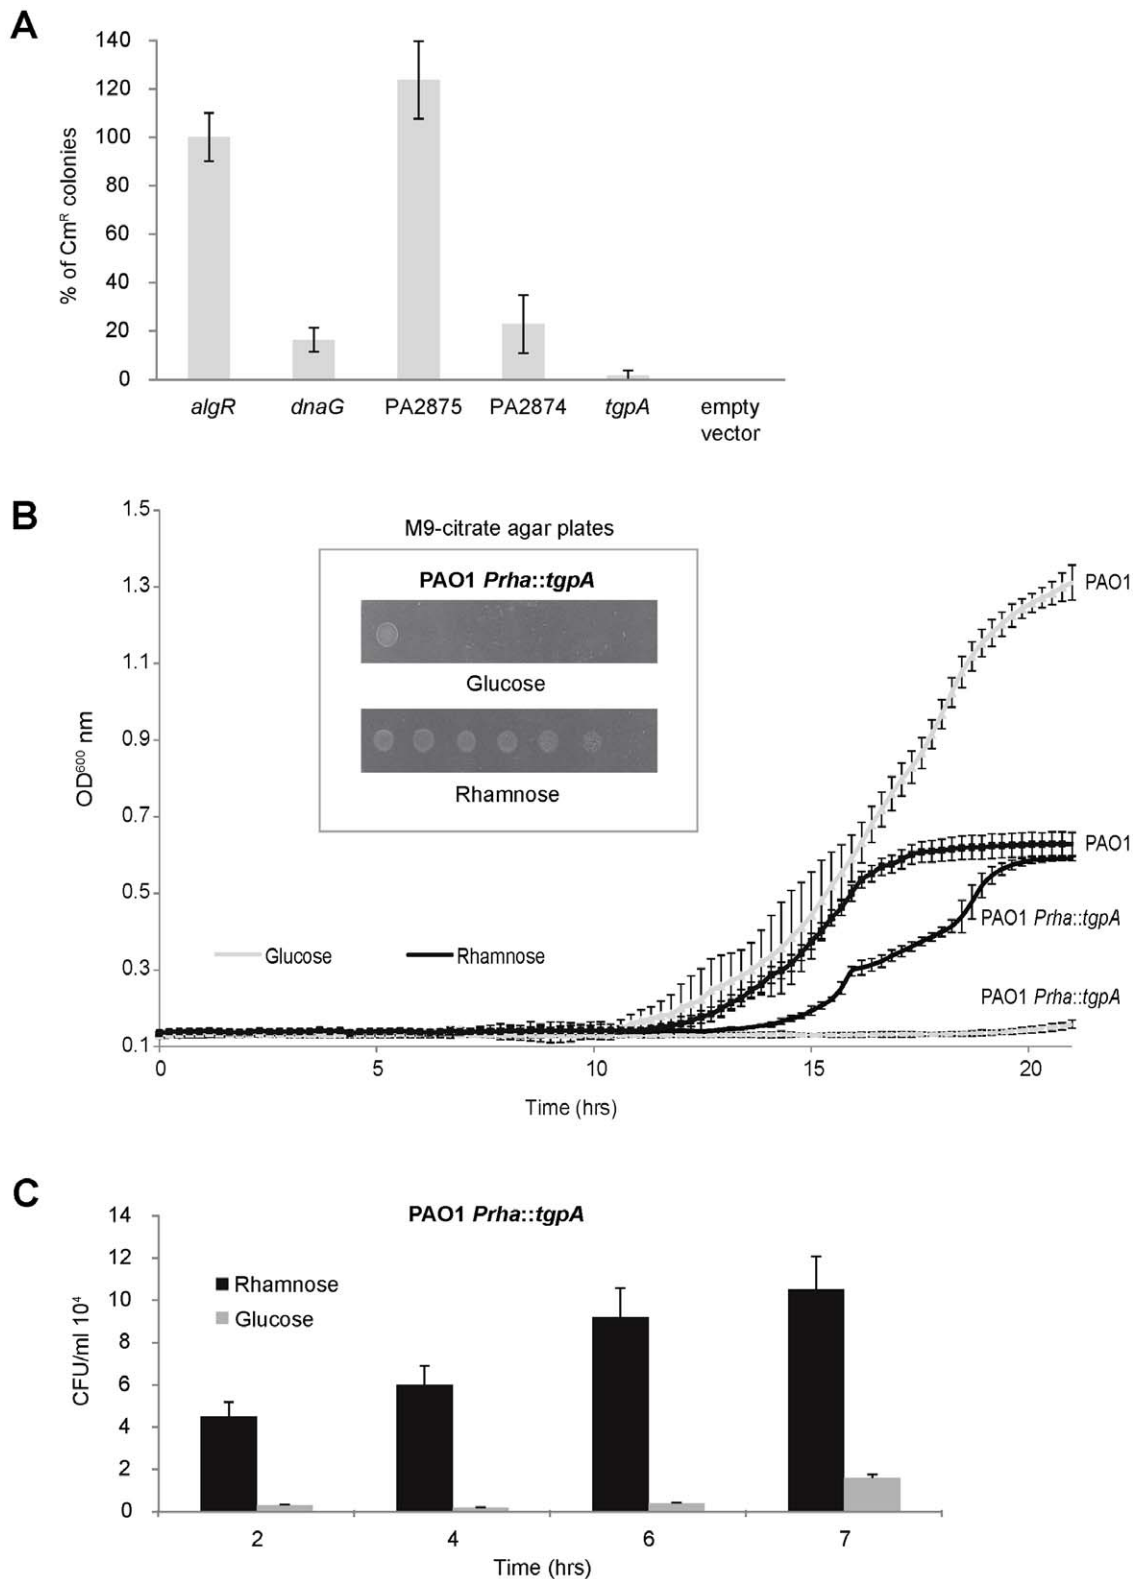 A
140
120
100
80
60
40
20
0
% of Cmᴿ colonies
algR
dnaG
PA2875
PA2874
tgpA
empty
vector
B
1.5
1.3
1.1
0.9
0.7
0.5
0.3
0.1
OD⁶⁰⁰ nm
M9-citrate agar plates
PAO1 Prha::tgpA
Glucose
Rhamnose
PAO1
PAO1
PAO1 Prha::tgpA
PAO1 Prha::tgpA
Glucose
Rhamnose
0
5
10
15
20
Time (hrs)
C
PAO1 Prha::tgpA
14
12
10
8
6
4
2
0
CFU/ml 10⁴
Rhamnose
Glucose
2
4
6
7
Time (hrs)